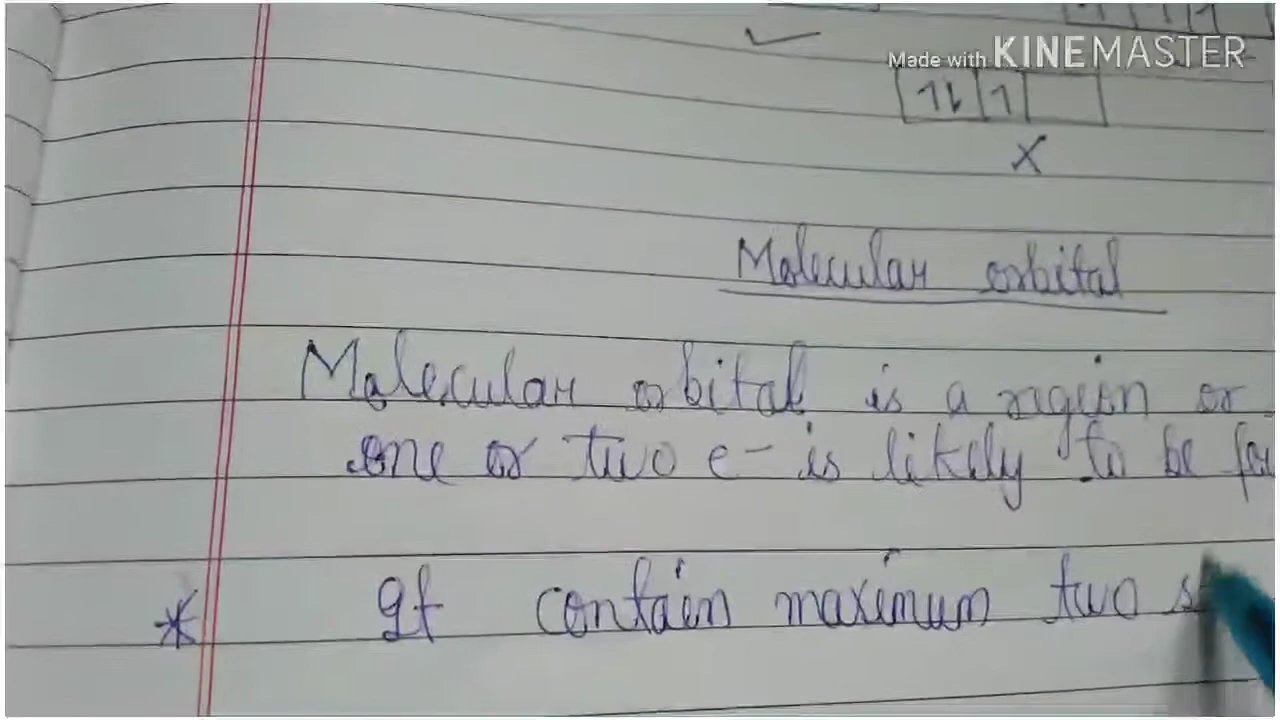 Made with KINEMASTER
Molecular orbital
Molecular orbital is a region or
one or two e- is likely to be
It contain maximum two